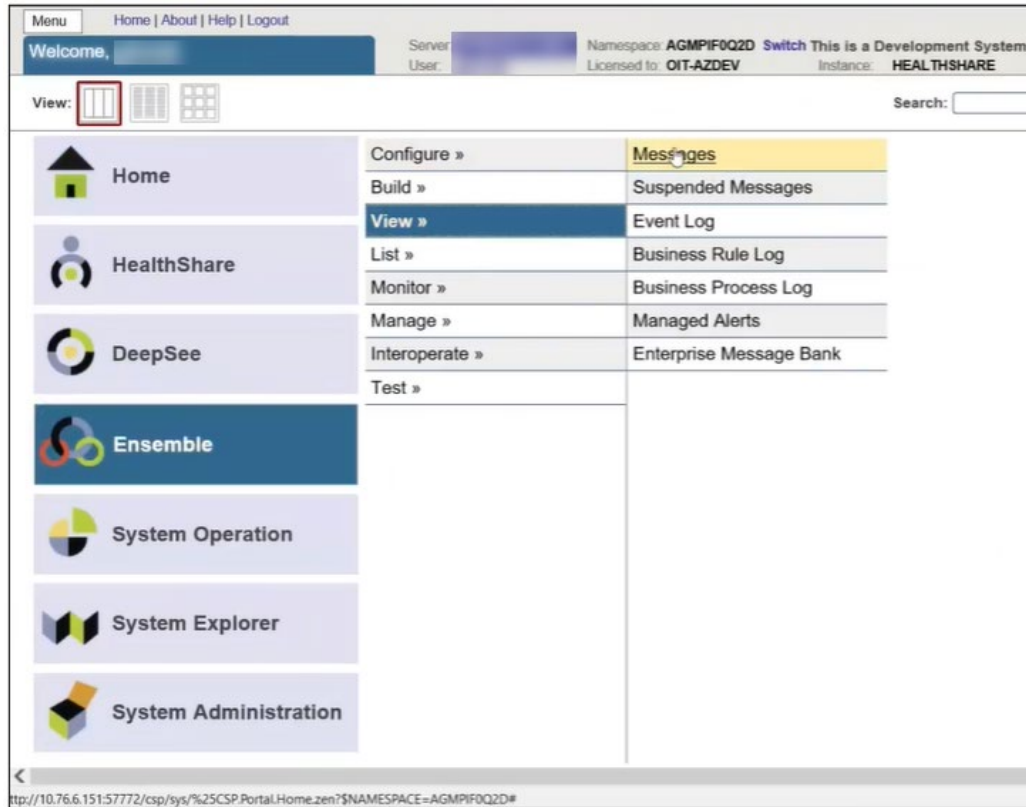 Menu Home | About | Help | Logout
Welcome,
Server Namespace: AGMPIF0Q2D Switch This is a Development System
User: Licensed to: OIT-AZDEV Instance: HEALTHSHARE
View: Search:
Home
HealthShare
DeepSee
Ensemble
System Operation
System Explorer
System Administration
Configure »
Build »
View »
List »
Monitor »
Manage »
Interoperate »
Test »
Messages
Suspended Messages
Event Log
Business Rule Log
Business Process Log
Managed Alerts
Enterprise Message Bank
ttp://10.76.6.151:57772/csp/sys/%25CSP.Portal.Home.zen?$NAMESPACE=AGMPIF0Q2D#